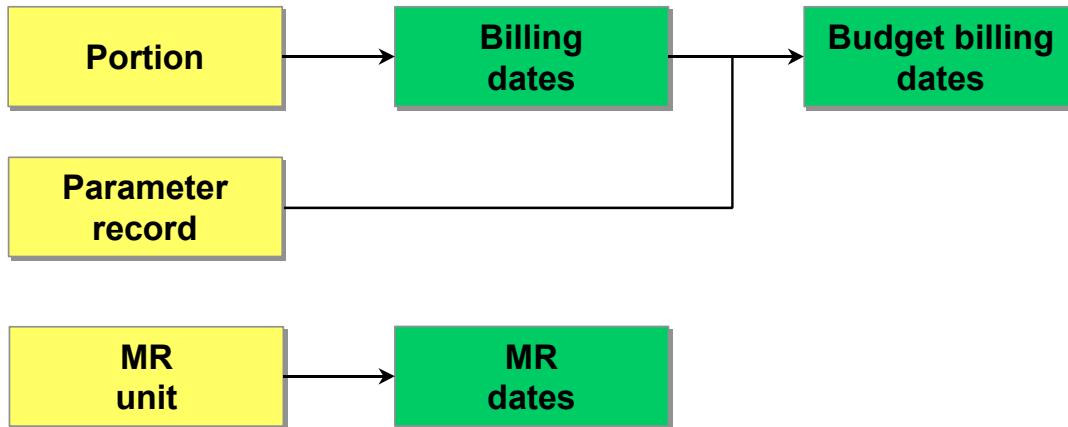 Portion
Billing
dates
Budget billing
dates
Parameter
record
MR
unit
MR
dates